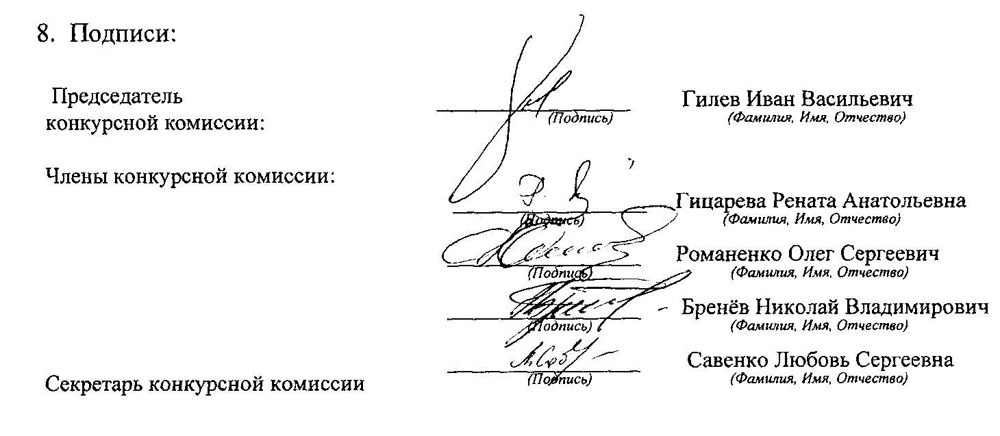 8. Подписи:
Председатель
конкурсной комиссии:
Гилев Иван Васильевич
(Подпись)
(Фамилия, Имя, Отчество)
Члены конкурсной комиссии:
Гицарева Рената Анатольевна
(Подпись)
(Фамилия, Имя, Отчество)
Романенко Олег Сергеевич
(Подпись)
(Фамилия, Имя, Отчество)
Бренёв Николай Владимирович
(Подпись)
(Фамилия, Имя, Отчество)
Савенко Любовь Сергеевна
(Подпись)
(Фамилия, Имя, Отчество)
Секретарь конкурсной комиссии